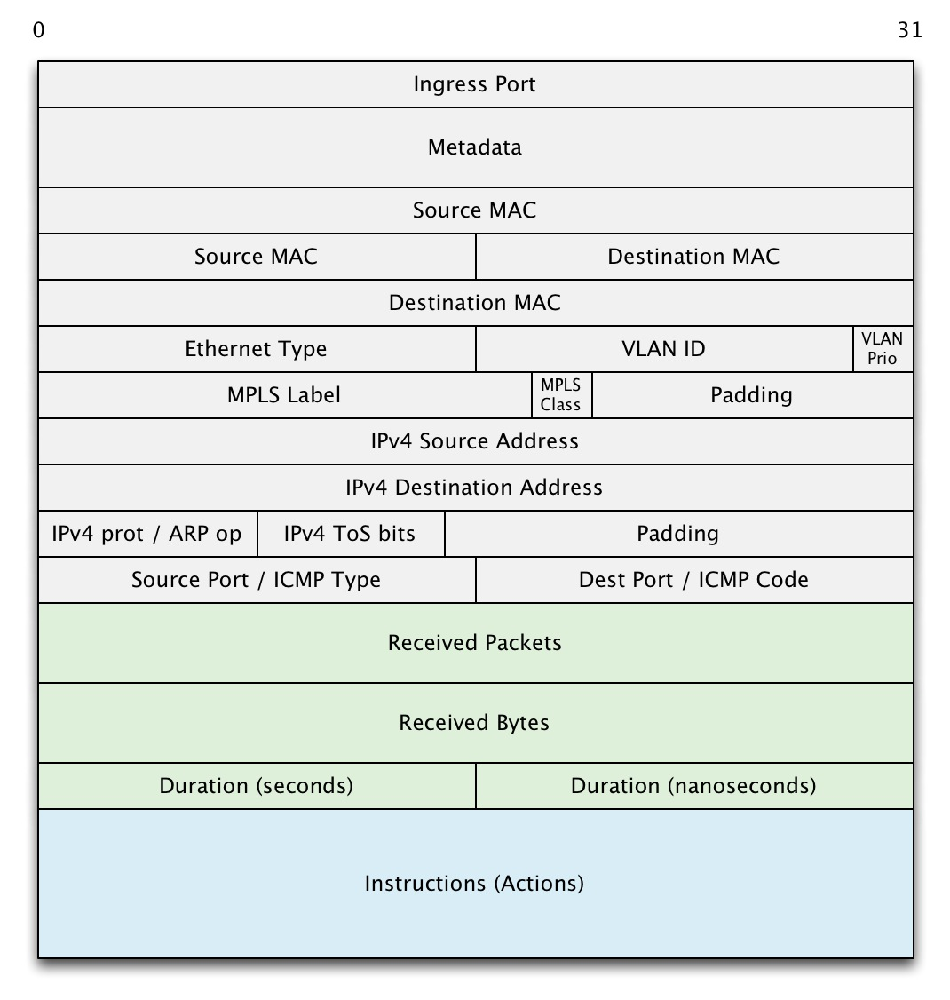 0 31
Ingress Port
Metadata
Source MAC
Source MAC Destination MAC
Destination MAC
Ethernet Type VLAN ID VLAN Prio
MPLS Label MPLS Class Padding
IPv4 Source Address
IPv4 Destination Address
IPv4 prot / ARP op IPv4 ToS bits Padding
Source Port / ICMP Type Dest Port / ICMP Code
Received Packets
Received Bytes
Duration (seconds) Duration (nanoseconds)
Instructions (Actions)